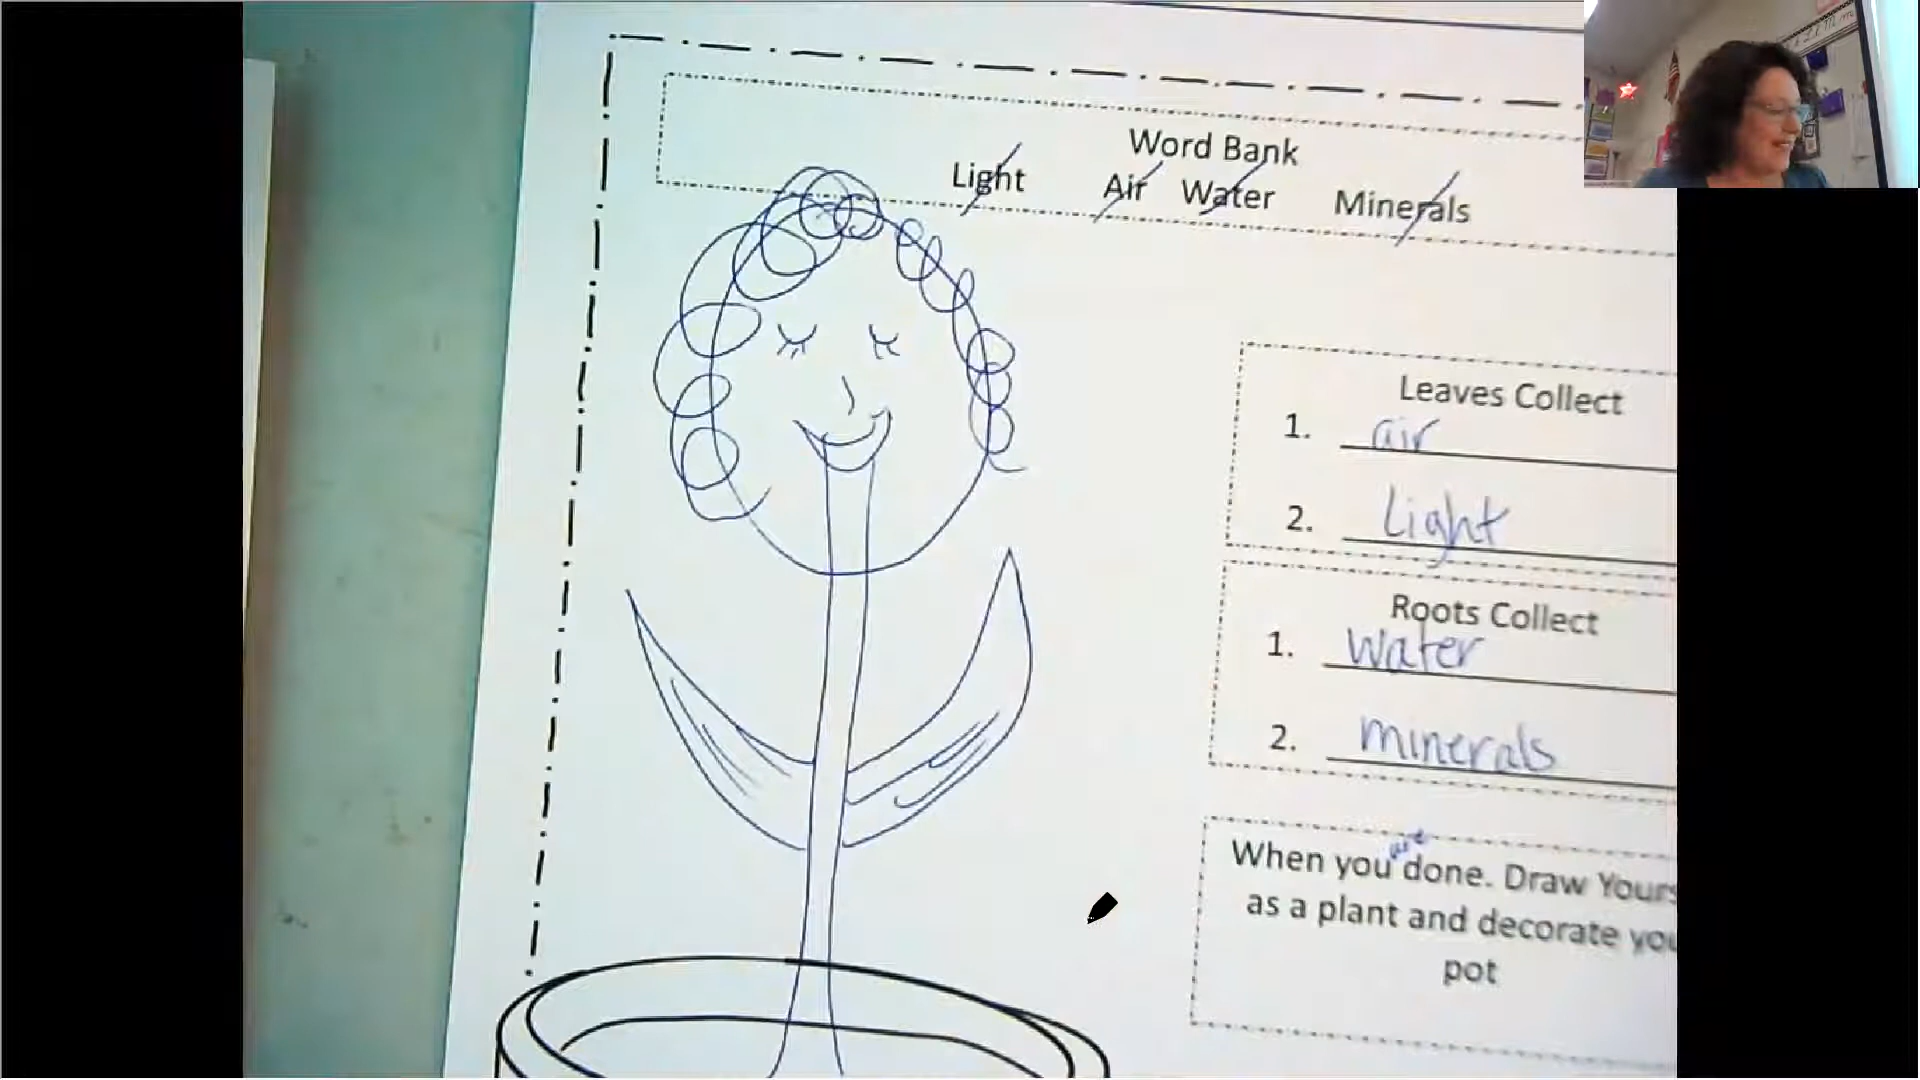 Word Bank
Light Air Water Minerals
Leaves Collect
1. air
2. Light
Roots Collect
1. Water
2. minerals
are
When you done. Draw Yours
as a plant and decorate you
pot